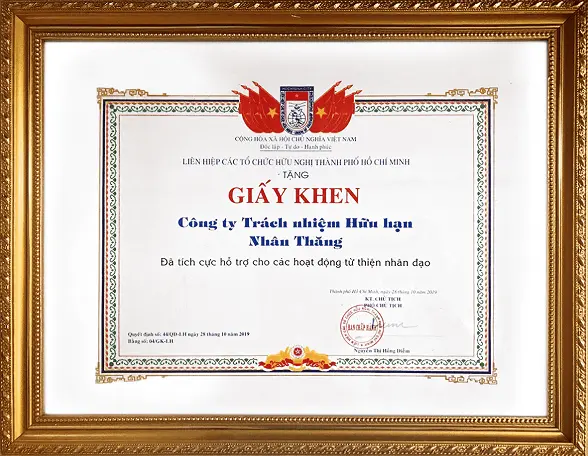 CỘNG HÒA XÃ HỘI CHỦ NGHĨA VIỆT NAM
Độc lập - Tự do - Hạnh phúc
LIÊN HIỆP CÁC TỔ CHỨC HỮU NGHỊ THÀNH PHỐ HỒ CHÍ MINH
TẶNG
GIẤY KHEN
Công ty Trách nhiệm Hữu hạn
Nhân Thắng
Đã tích cực hỗ trợ cho các hoạt động từ thiện nhân đạo
Thành phố Hồ Chí Minh, ngày 28 tháng 10 năm 2019
KT. CHỦ TỊCH
PHÓ CHỦ TỊCH
BAN CHẤP HÀNH
Quyết định số: 44/QĐ-LH ngày 28 tháng 10 năm 2019
Bằng số: 04/GK-LH
Nguyễn Thị Hồng Diễm